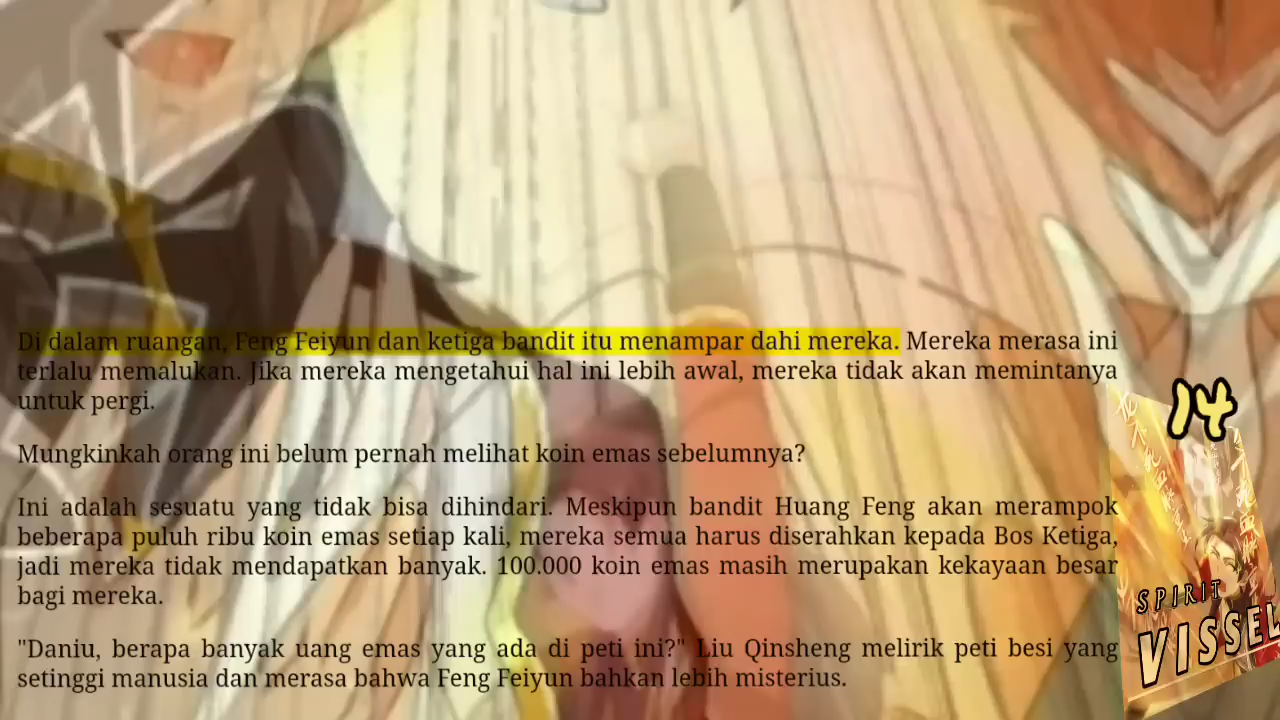 Di dalam ruangan, Feng Feiyun dan ketiga bandit itu menampar dahi mereka. Mereka merasa ini
terlalu memalukan. Jika mereka mengetahui hal ini lebih awal, mereka tidak akan memintanya
untuk pergi.
Mungkinkah orang ini belum pernah melihat koin emas sebelumnya?
Ini adalah sesuatu yang tidak bisa dihindari. Meskipun bandit Huang Feng akan merampok
beberapa puluh ribu koin emas setiap kali, mereka semua harus diserahkan kepada Bos Ketiga,
jadi mereka tidak mendapatkan banyak. 100.000 koin emas masih merupakan kekayaan besar
bagi mereka.
"Daniu, berapa banyak uang emas yang ada di peti ini?" Liu Qinsheng melirik peti besi yang
setinggi manusia dan merasa bahwa Feng Feiyun bahkan lebih misterius.
14
SPIRIT
VISSEL